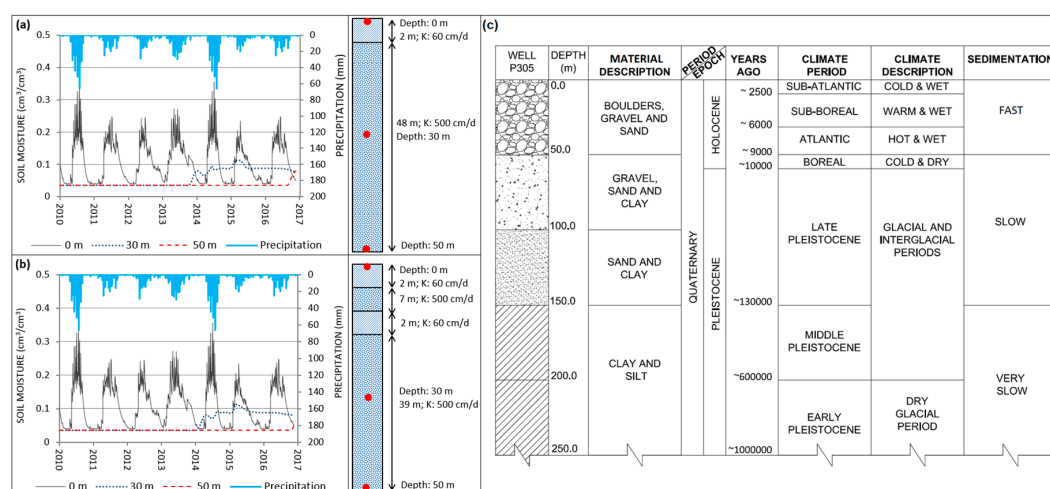 (a)
0.5
0.4
0.3
0.2
0.1
0
SOIL MOISTURE (cm³/cm³)
0
20
40
60
80
100
120
140
160
180
200
PRECIPITATION (mm)
2010
2011
2012
2013
2014
2015
2016
2017
0 m
30 m
50 m
Precipitation
Depth: 0 m
2 m; K: 60 cm/d
48 m; K: 500 cm/d
Depth: 30 m
Depth: 50 m
(b)
0.5
0.4
0.3
0.2
0.1
0
SOIL MOISTURE (cm³/cm³)
0
20
40
60
80
100
120
140
160
180
200
PRECIPITATION (mm)
2010
2011
2012
2013
2014
2015
2016
2017
0 m
30 m
50 m
Precipitation
Depth: 0 m
2 m; K: 60 cm/d
7 m; K: 500 cm/d
2 m; K: 60 cm/d
Depth: 30 m
39 m; K: 500 cm/d
Depth: 50 m
(c)
WELL
P305
DEPTH
(m)
MATERIAL
DESCRIPTION
PERIOD
EPOCH
YEARS
AGO
CLIMATE
PERIOD
CLIMATE
DESCRIPTION
SEDIMENTATION
0.0
50.0
100.0
150.0
200.0
250.0
BOULDERS,
GRAVEL AND
SAND
GRAVEL,
SAND AND
CLAY
SAND AND
CLAY
CLAY AND
SILT
QUATERNARY
HOLOCENE
PLEISTOCENE
~ 2500
~ 6000
~ 9000
~10000
~130000
~600000
~1000000
SUB-ATLANTIC
SUB-BOREAL
ATLANTIC
BOREAL
LATE
PLEISTOCENE
MIDDLE
PLEISTOCENE
EARLY
PLEISTOCENE
COLD & WET
WARM & WET
HOT & WET
COLD & DRY
GLACIAL AND
INTERGLACIAL
PERIODS
DRY
GLACIAL
PERIOD
FAST
SLOW
VERY
SLOW